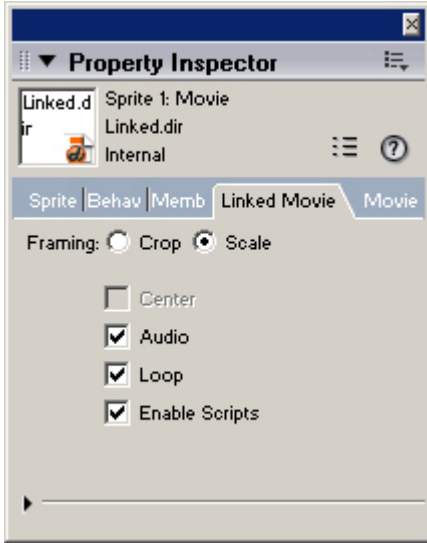 Property Inspector
Linked.d
ir
Sprite 1: Movie
Linked.dir
Internal
Sprite Behav Memb Linked Movie Movie
Framing: Crop Scale
Center
Audio
Loop
Enable Scripts